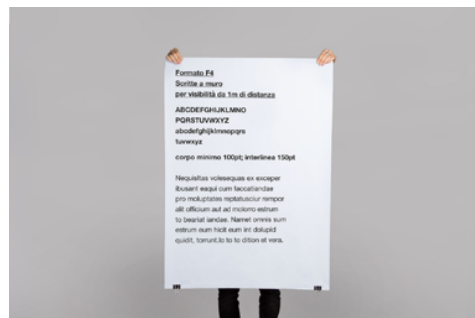 Formato F4
Scritte a muro
per visibilità da 1m di distanza
ABCDEFGHIJKLMNO
PQRSTUVWXYZ
abcdefghijklmnopqrs
tuvwxyz
corpo minimo 100pt; interlinea 150pt
Nequisitas volesequas ex exceper
ibusant esqui cum faccatiandae
pro moluptates reptatusciur rempor
alit officium aut ad molorro estrum
to beariat iandae. Namet omnis sum
estrum eum hicit eum int dolupid
quidit, torrunt.lo to to dition et vera.